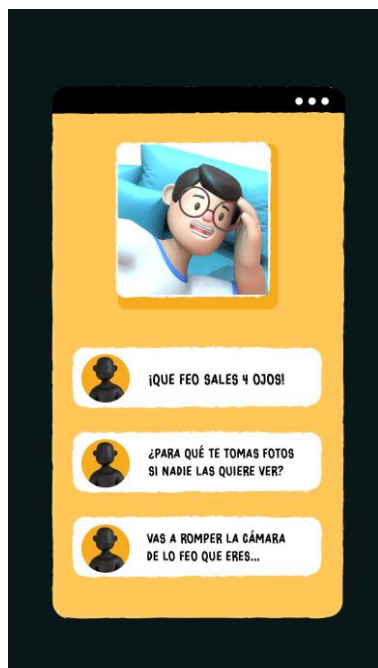 ¡QUE FEO SALES 4 OJOS!
¿PARA QUÉ TE TOMAS FOTOS
SI NADIE LAS QUIERE VER?
VAS A ROMPER LA CÁMARA
DE LO FEO QUE ERES...